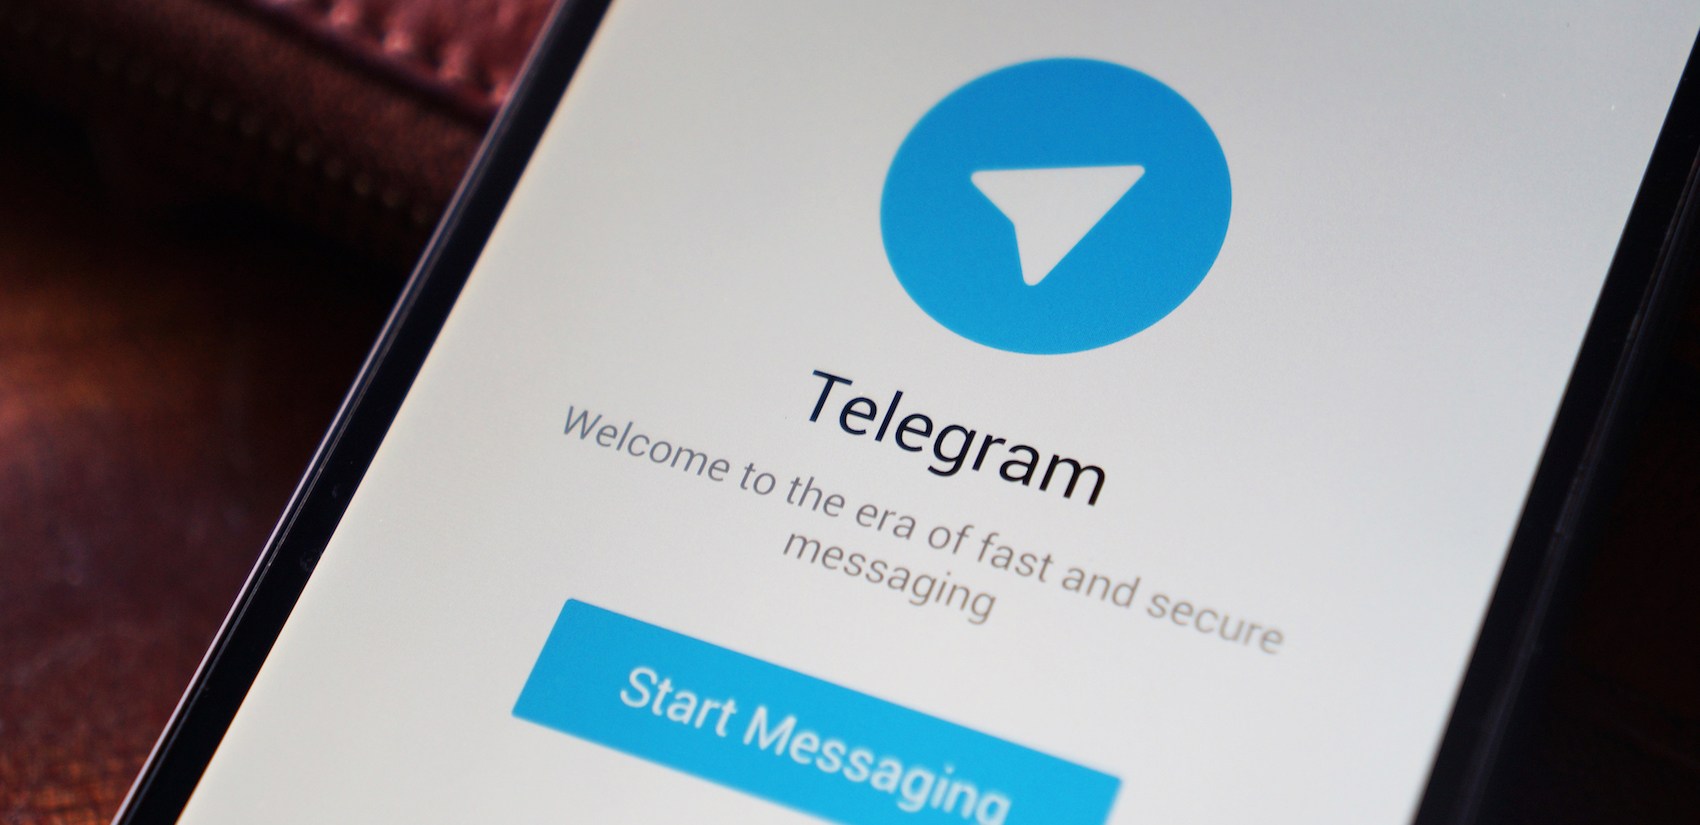 Telegram
Welcome to the era of fast and secure
messaging
Start Messaging